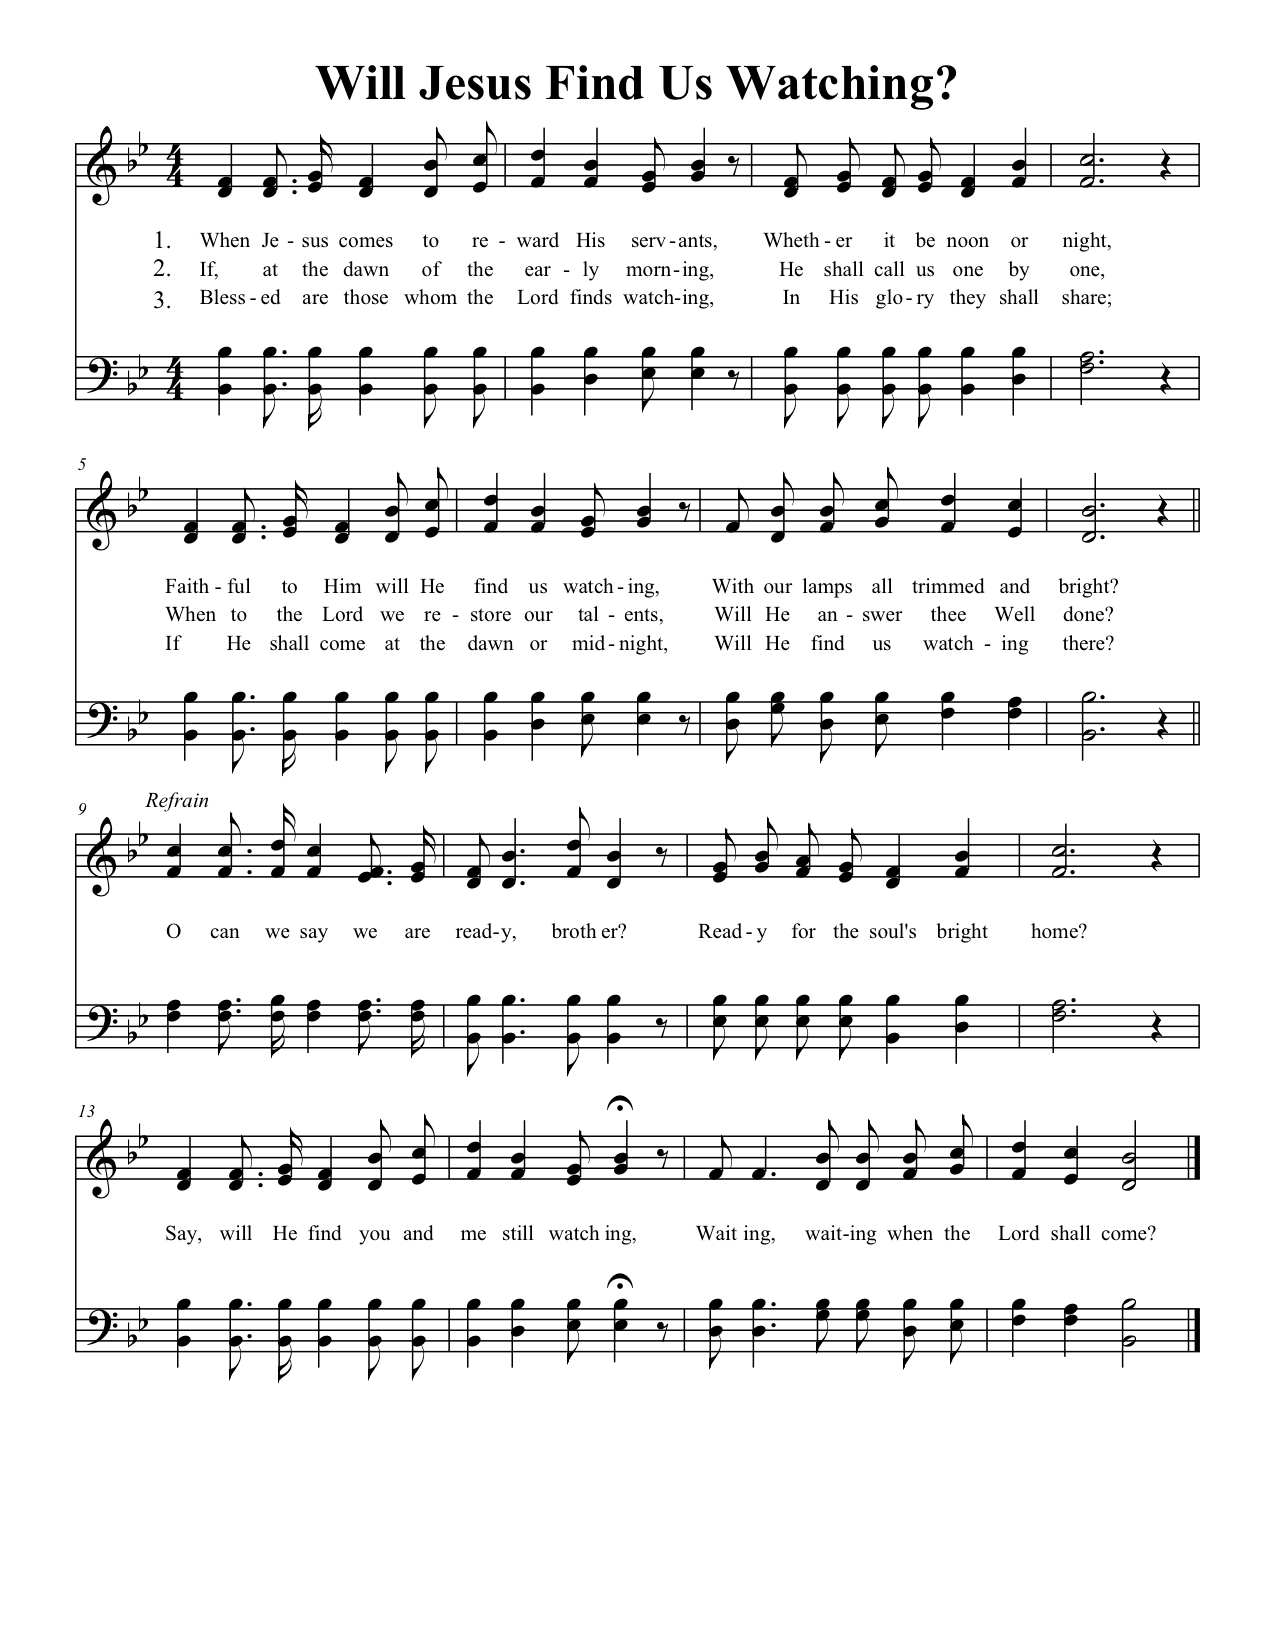 Will Jesus Find Us Watching?
1. When Je - sus comes to re - ward His serv - ants, Wheth - er it be noon or night,
2. If, at the dawn of the ear - ly morn - ing, He shall call us one by one,
3. Bless - ed are those whom the Lord finds watch - ing, In His glo - ry they shall share;
5
Faith - ful to Him will He find us watch - ing, With our lamps all trimmed and bright?
When to the Lord we re - store our tal - ents, Will He an - swer thee Well done?
If He shall come at the dawn or mid - night, Will He find us watch - ing there?
9 Refrain
O can we say we are read - y, broth er? Read - y for the soul's bright home?
13
Say, will He find you and me still watch ing, Wait ing, wait - ing when the Lord shall come?